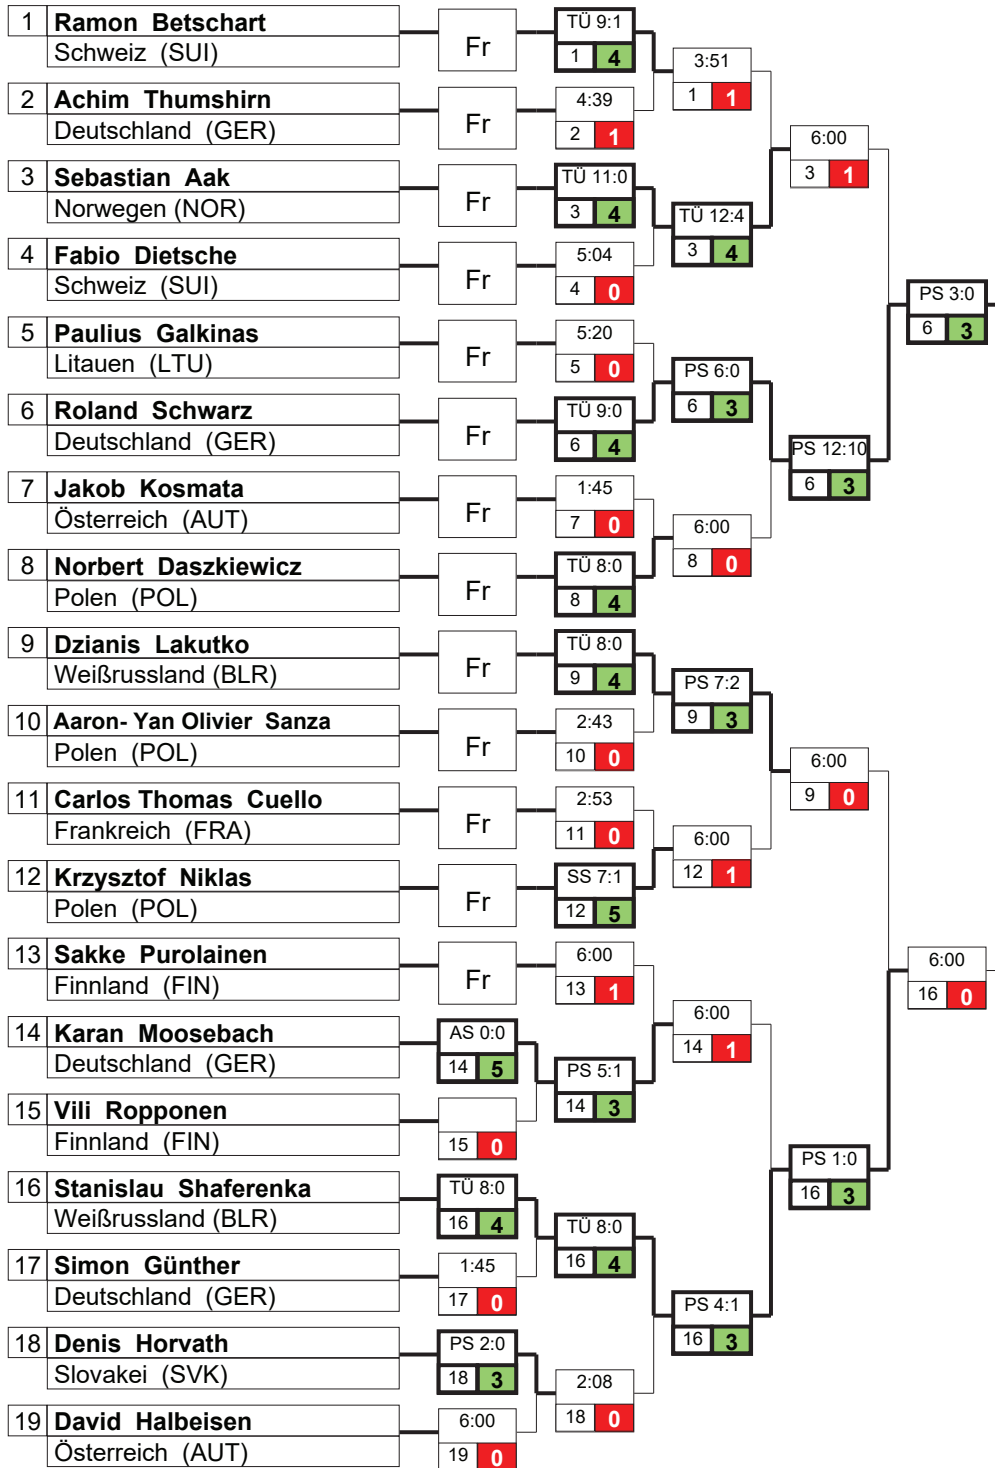 1 Ramon Betschart
Schweiz (SUI)
Fr
TÜ 9:1
1 4
3:51
1 1
2 Achim Thumshirn
Deutschland (GER)
Fr
4:39
2 1
6:00
3 1
3 Sebastian Aak
Norwegen (NOR)
Fr
TÜ 11:0
3 4
TÜ 12:4
3 4
4 Fabio Dietsche
Schweiz (SUI)
Fr
5:04
4 0
PS 3:0
6 3
5 Paulius Galkinas
Litauen (LTU)
Fr
5:20
5 0
PS 6:0
6 3
6 Roland Schwarz
Deutschland (GER)
Fr
TÜ 9:0
6 4
PS 12:10
6 3
7 Jakob Kosmata
Österreich (AUT)
Fr
1:45
7 0
6:00
8 0
8 Norbert Daszkiewicz
Polen (POL)
Fr
TÜ 8:0
8 4
9 Dzianis Lakutko
Weißrussland (BLR)
Fr
TÜ 8:0
9 4
PS 7:2
9 3
10 Aaron- Yan Olivier Sanza
Polen (POL)
Fr
2:43
10 0
6:00
9 0
11 Carlos Thomas Cuello
Frankreich (FRA)
Fr
2:53
11 0
6:00
12 1
12 Krzysztof Niklas
Polen (POL)
Fr
SS 7:1
12 5
13 Sakke Purolainen
Finnland (FIN)
Fr
6:00
13 1
6:00
16 0
6:00
14 1
14 Karan Moosebach
Deutschland (GER)
AS 0:0
14 5
PS 5:1
14 3
15 Vili Ropponen
Finnland (FIN)
15 0
PS 1:0
16 3
16 Stanislau Shaferenka
Weißrussland (BLR)
TÜ 8:0
16 4
TÜ 8:0
16 4
17 Simon Günther
Deutschland (GER)
1:45
17 0
PS 4:1
16 3
18 Denis Horvath
Slovakei (SVK)
PS 2:0
18 3
2:08
18 0
19 David Halbeisen
Österreich (AUT)
6:00
19 0